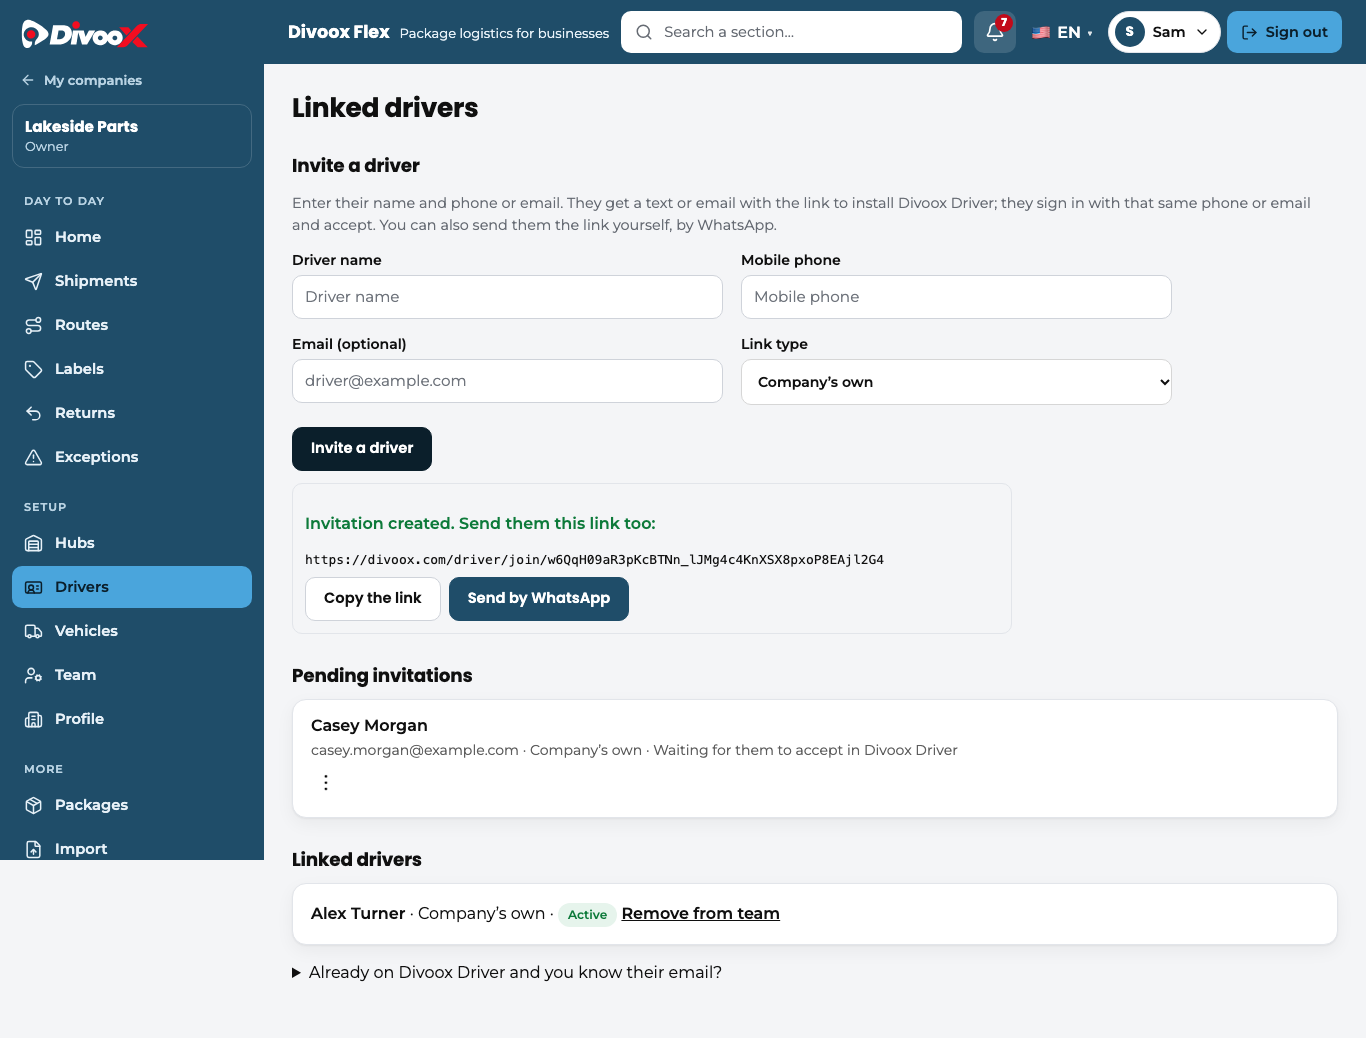 DivooX
Divoox Flex
Package logistics for businesses
Search a section...
7
EN
S
Sam
Sign out
My companies
Lakeside Parts
Owner
DAY TO DAY
Home
Shipments
Routes
Labels
Returns
Exceptions
SETUP
Hubs
Drivers
Vehicles
Team
Profile
MORE
Packages
Import
Linked drivers
Invite a driver
Enter their name and phone or email. They get a text or email with the link to install Divoox Driver; they sign in with that same phone or email
and accept. You can also send them the link yourself, by WhatsApp.
Driver name
Driver name
Mobile phone
Mobile phone
Email (optional)
driver@example.com
Link type
Company’s own
Invite a driver
Invitation created. Send them this link too:
https://divoox.com/driver/join/w6QqH09aR3pKcBTNn_lJMg4c4KnXSX8pxoP8EAjl2G4
Copy the link
Send by WhatsApp
Pending invitations
Casey Morgan
casey.morgan@example.com · Company’s own · Waiting for them to accept in Divoox Driver
Linked drivers
Alex Turner · Company’s own · Active Remove from team
Already on Divoox Driver and you know their email?